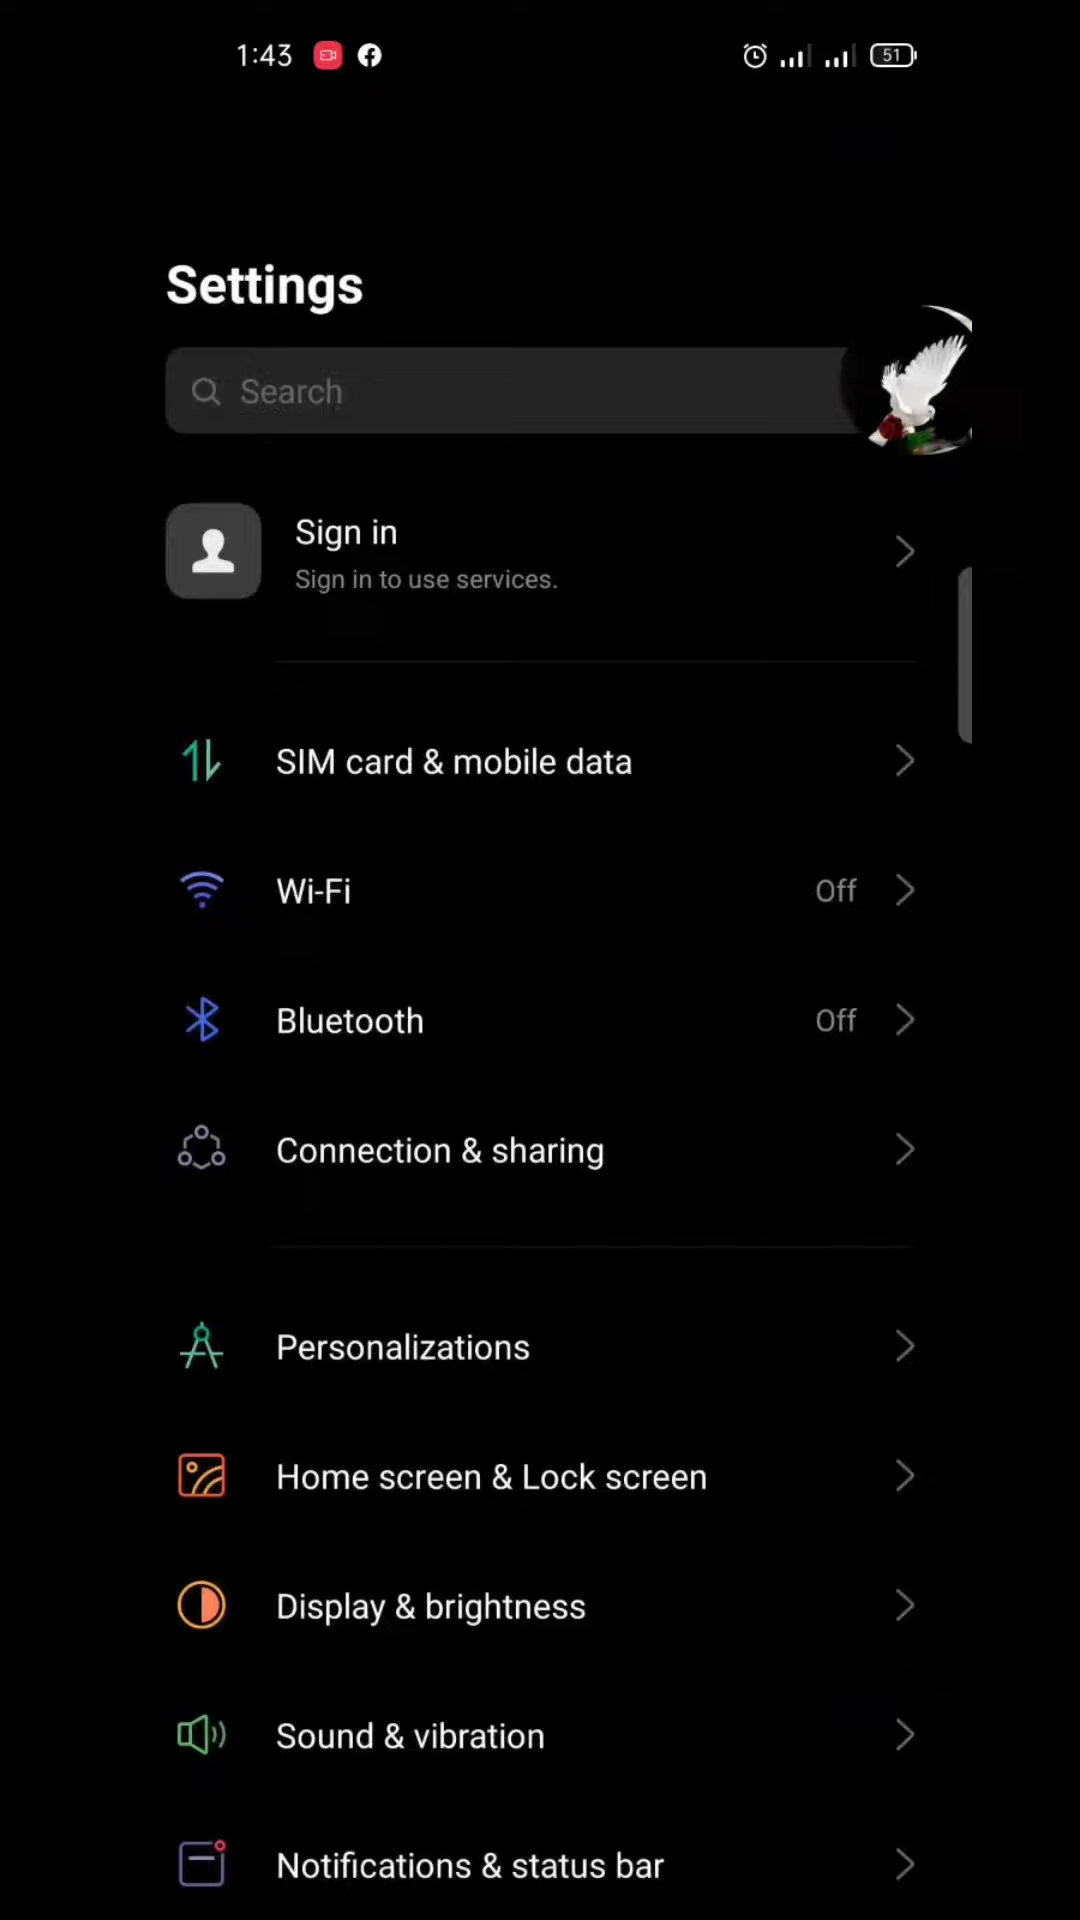 1:43
51
Settings
Search
Sign in
Sign in to use services.
SIM card & mobile data
Wi-Fi Off
Bluetooth Off
Connection & sharing
Personalizations
Home screen & Lock screen
Display & brightness
Sound & vibration
Notifications & status bar